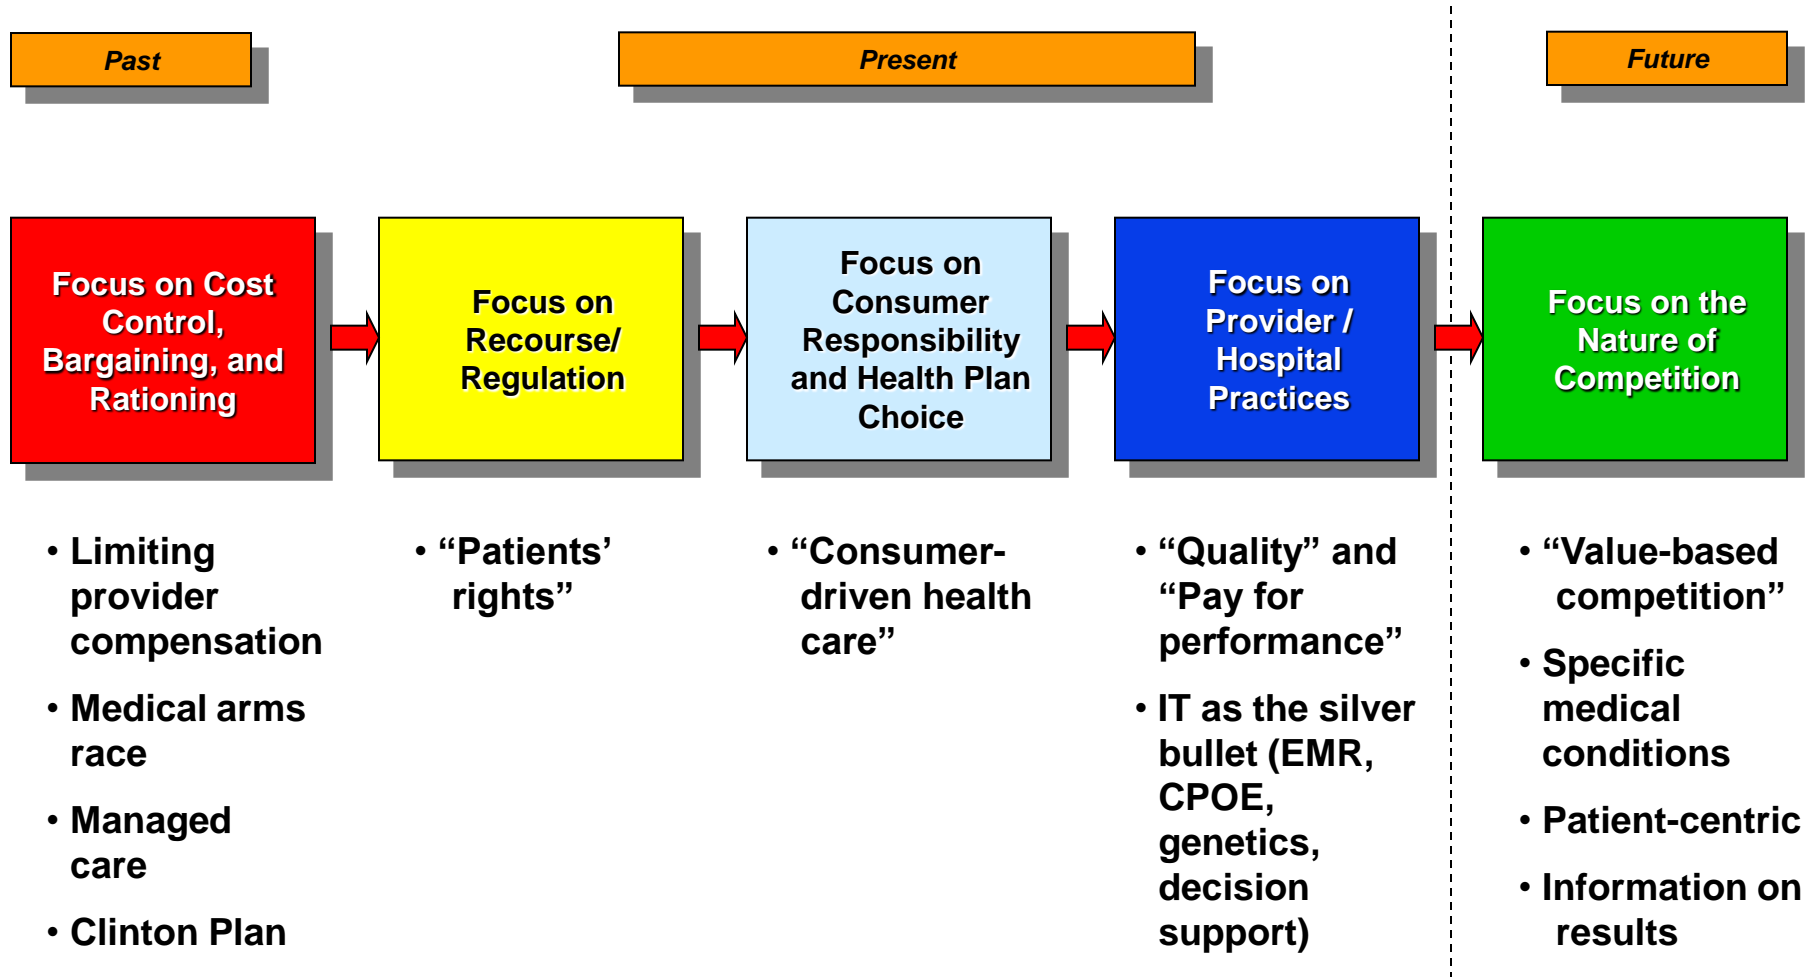 Past
Present
Future
Focus on Cost
Control,
Bargaining, and
Rationing
Focus on
Recourse/
Regulation
Focus on
Consumer
Responsibility
and Health Plan
Choice
Focus on
Provider /
Hospital
Practices
Focus on the
Nature of
Competition
• Limiting
provider
compensation
• Medical arms
race
• Managed
care
• Clinton Plan
• “Patients’
rights”
• “Consumer-
driven health
care”
• “Quality” and
“Pay for
performance”
• IT as the silver
bullet (EMR,
CPOE,
genetics,
decision
support)
• “Value-based
competition”
• Specific
medical
conditions
• Patient-centric
• Information on
results